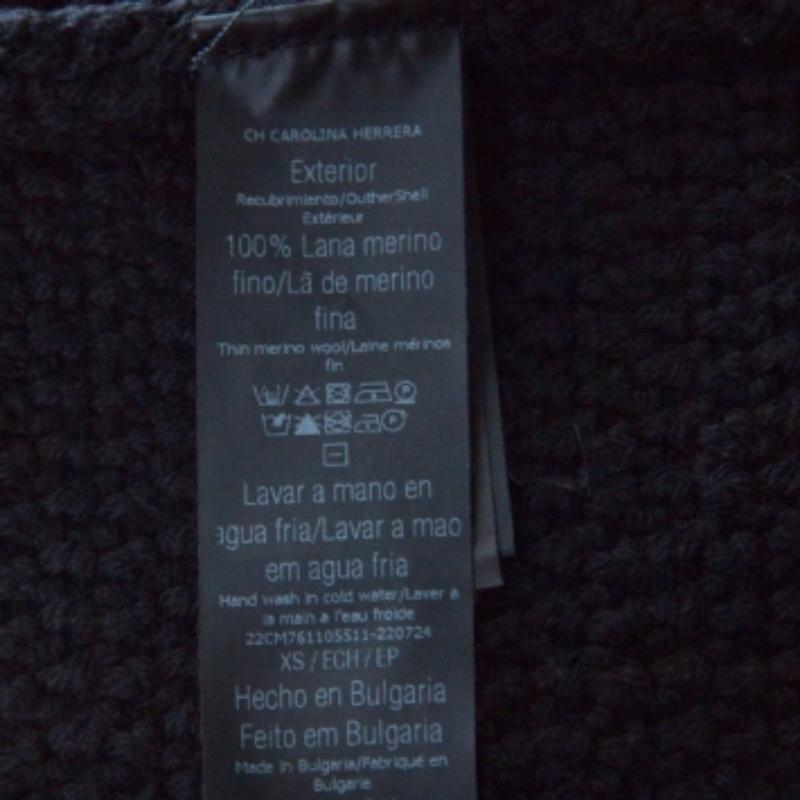 CH CAROLINA HERRERA
Exterior
Recubrimiento/OutherShell
Extérieur
100% Lana merino
fino/Lã de merino
fina
Thin merino wool/Laine mérinos
fin
Lavar a mano en
agua fria/Lavar a mao
em agua fria
Hand wash in cold water/Laver à
la main a l'eau froide
22CM761105511-220724
XS / ECH / EP
Hecho en Bulgaria
Feito em Bulgaria
Made in Bulgaria/Fabriqué en
Bulgarie